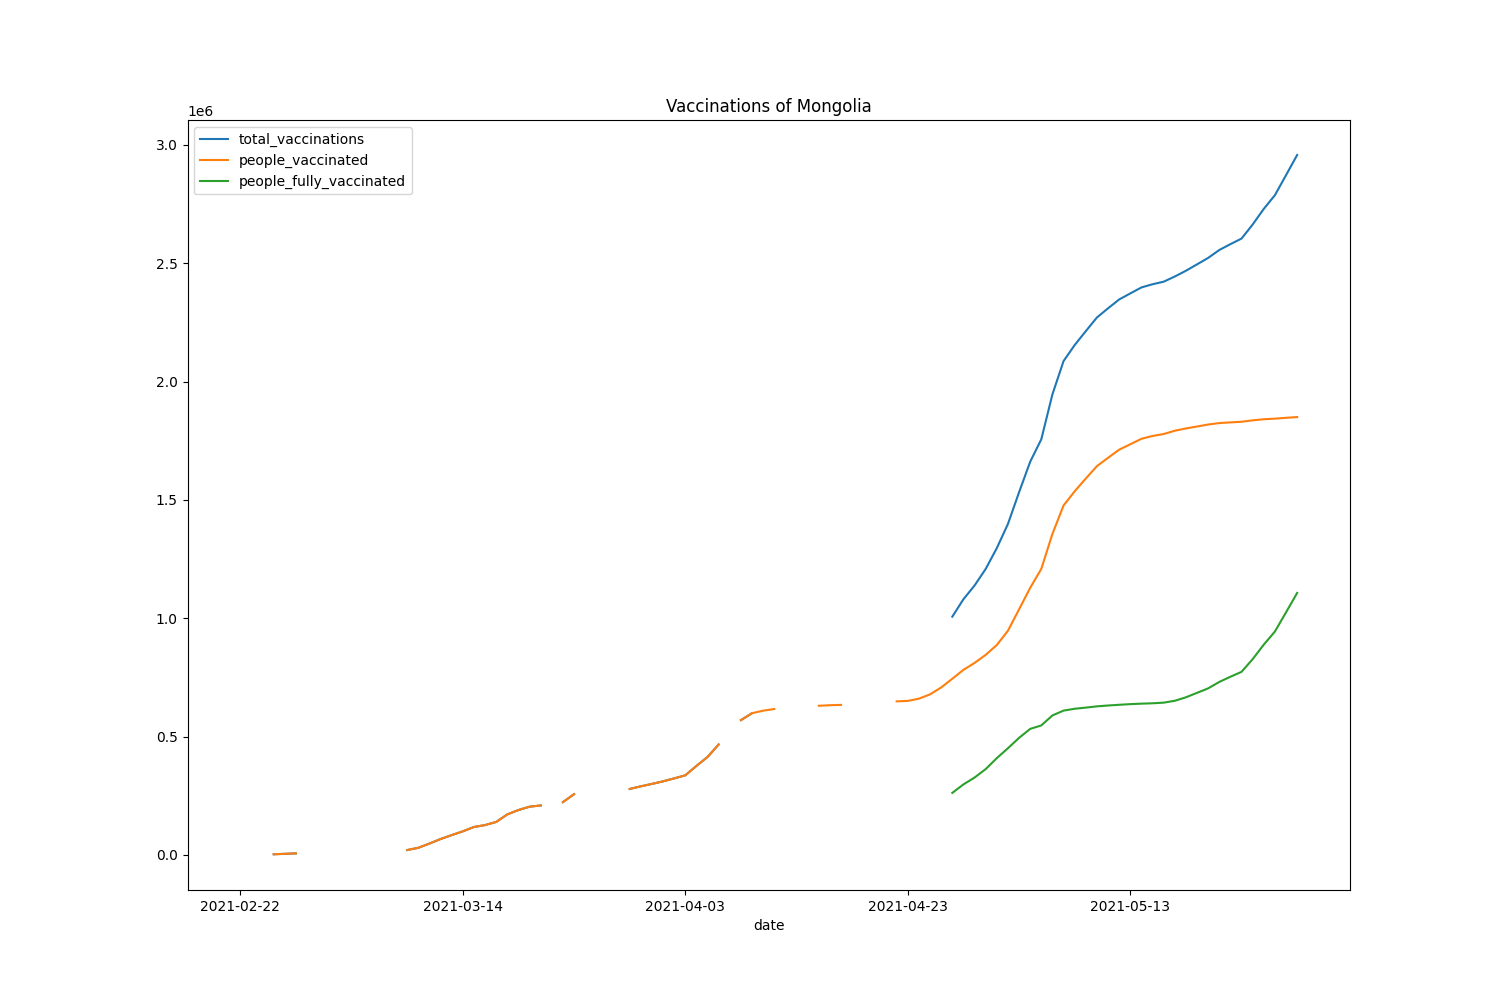 Vaccinations of Mongolia
1e6
total_vaccinations
people_vaccinated
people_fully_vaccinated
3.0
2.5
2.0
1.5
1.0
0.5
0.0
2021-02-22
2021-03-14
2021-04-03
2021-04-23
2021-05-13
date